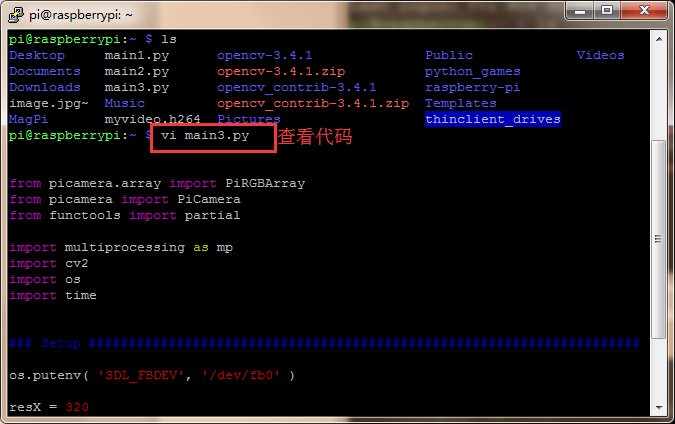 pi@raspberrypi: ~
pi@raspberrypi:~ $ ls
Desktop main1.py opencv-3.4.1 Public Videos
Documents main2.py opencv-3.4.1.zip python_games
Downloads main3.py opencv_contrib-3.4.1 raspberry-pi
image.jpg~ Music opencv_contrib-3.4.1.zip Templates
MagPi myvideo.h264 Pictures thinclient_drives
pi@raspberrypi:~ $ vi main3.py 查看代码
from picamera.array import PiRGBArray
from picamera import PiCamera
from functools import partial
import multiprocessing as mp
import cv2
import os
import time
### Setup #####################################################################
os.putenv( 'SDL_FBDEV', '/dev/fb0' )
resX = 320